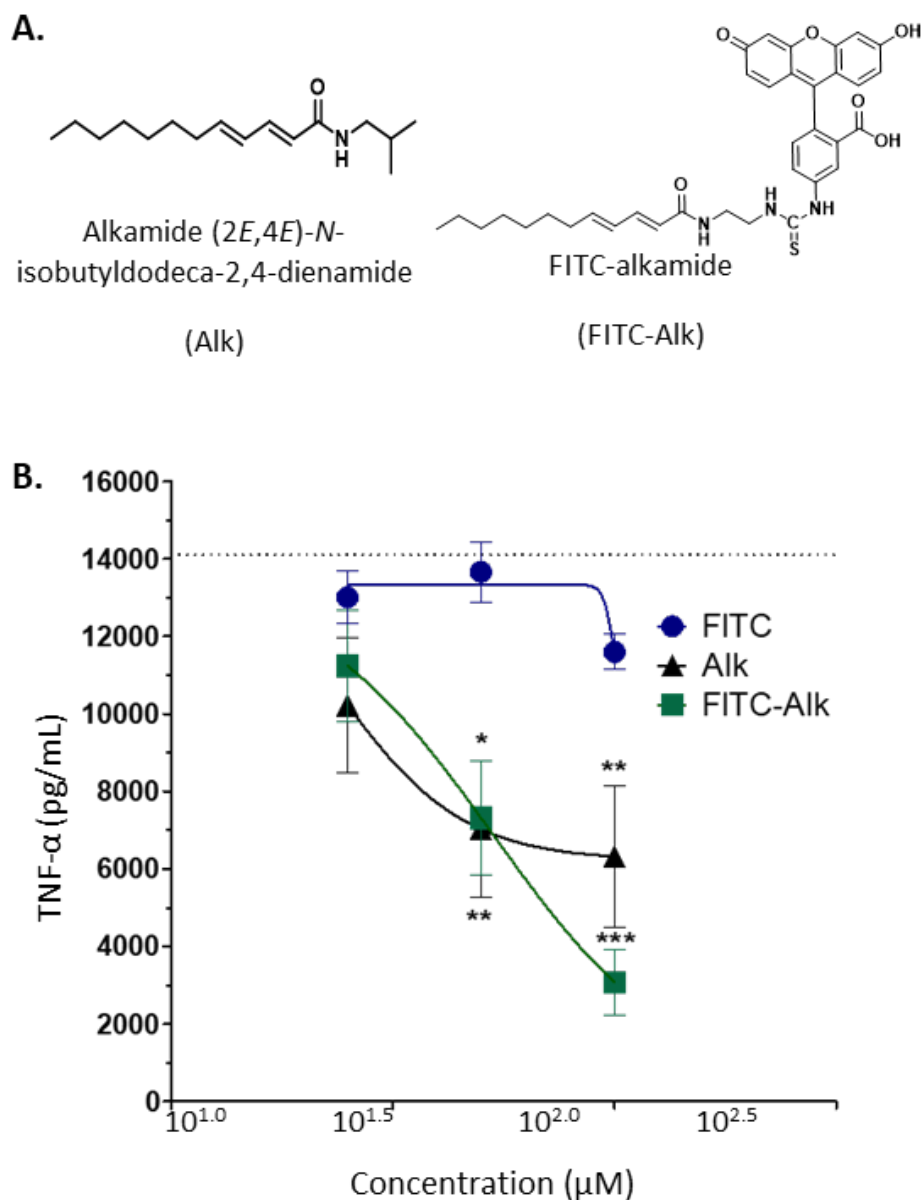 A.
O
N
H
Alkamide (2E,4E)-N-
isobutyldodeca-2,4-dienamide
(Alk)
O
O
OH
O
OH
O
N
H
H
N
C
S
NH
FITC-alkamide
(FITC-Alk)
B.
TNF-α (pg/mL)
16000
14000
12000
10000
8000
6000
4000
2000
0
FITC
Alk
FITC-Alk
*
**
**
***
10^1.0
10^1.5
10^2.0
10^2.5
Concentration (μM)